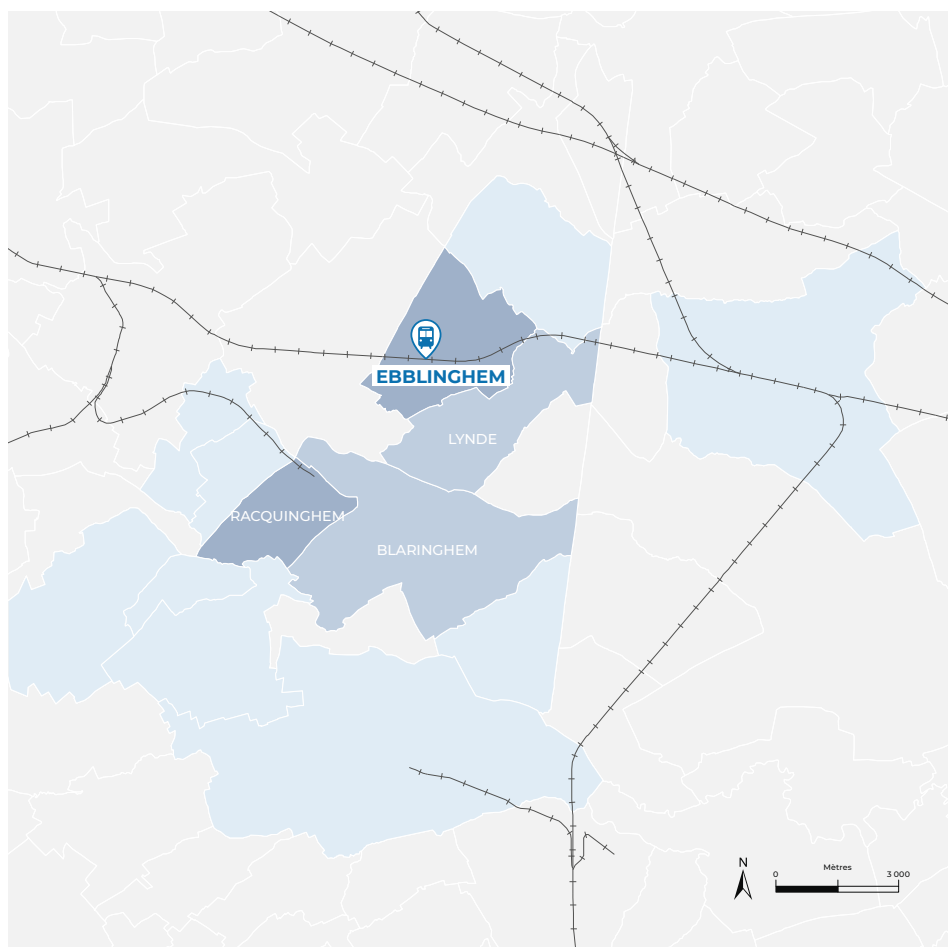 EBBLINGHEM
LYNDE
RACQUINGHEM
BLARINGHEM
N
Mètres
0 3 000